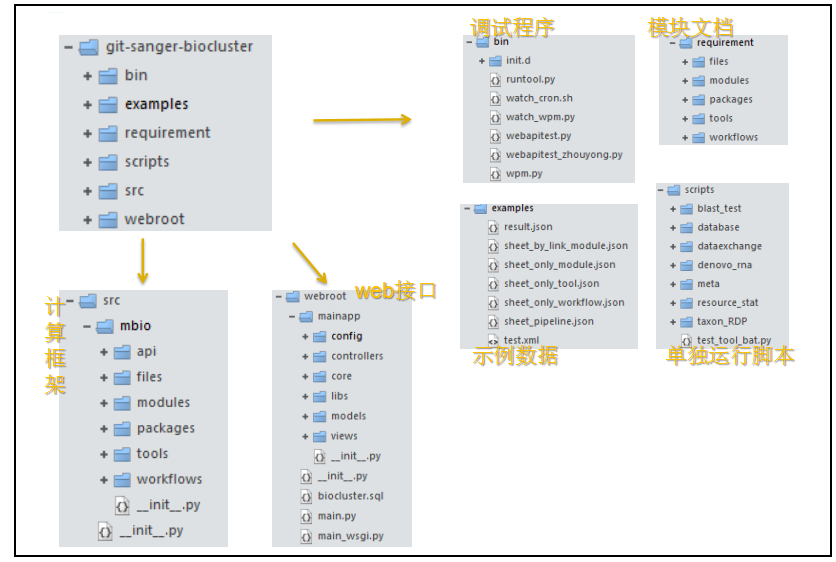 git-sanger-biocluster
bin
examples
requirement
scripts
src
webroot
调试程序
bin
init.d
runtool.py
watch_cron.sh
watch_wpm.py
webapitest.py
webapitest_zhouyong.py
wpm.py
模块文档
requirement
files
modules
packages
tools
workflows
examples
result.json
sheet_by_link_module.json
sheet_only_module.json
sheet_only_tool.json
sheet_only_workflow.json
sheet_pipeline.json
test.xml
示例数据
scripts
blast_test
database
dataexchange
denovo_rna
meta
resource_stat
taxon_RDP
test_tool_bat.py
单独运行脚本
计算框架
src
mbio
api
files
modules
packages
tools
workflows
__init__.py
__init__.py
web接口
webroot
mainapp
config
controllers
core
libs
models
views
__init__.py
__init__.py
biocluster.sql
main.py
main_wsgi.py